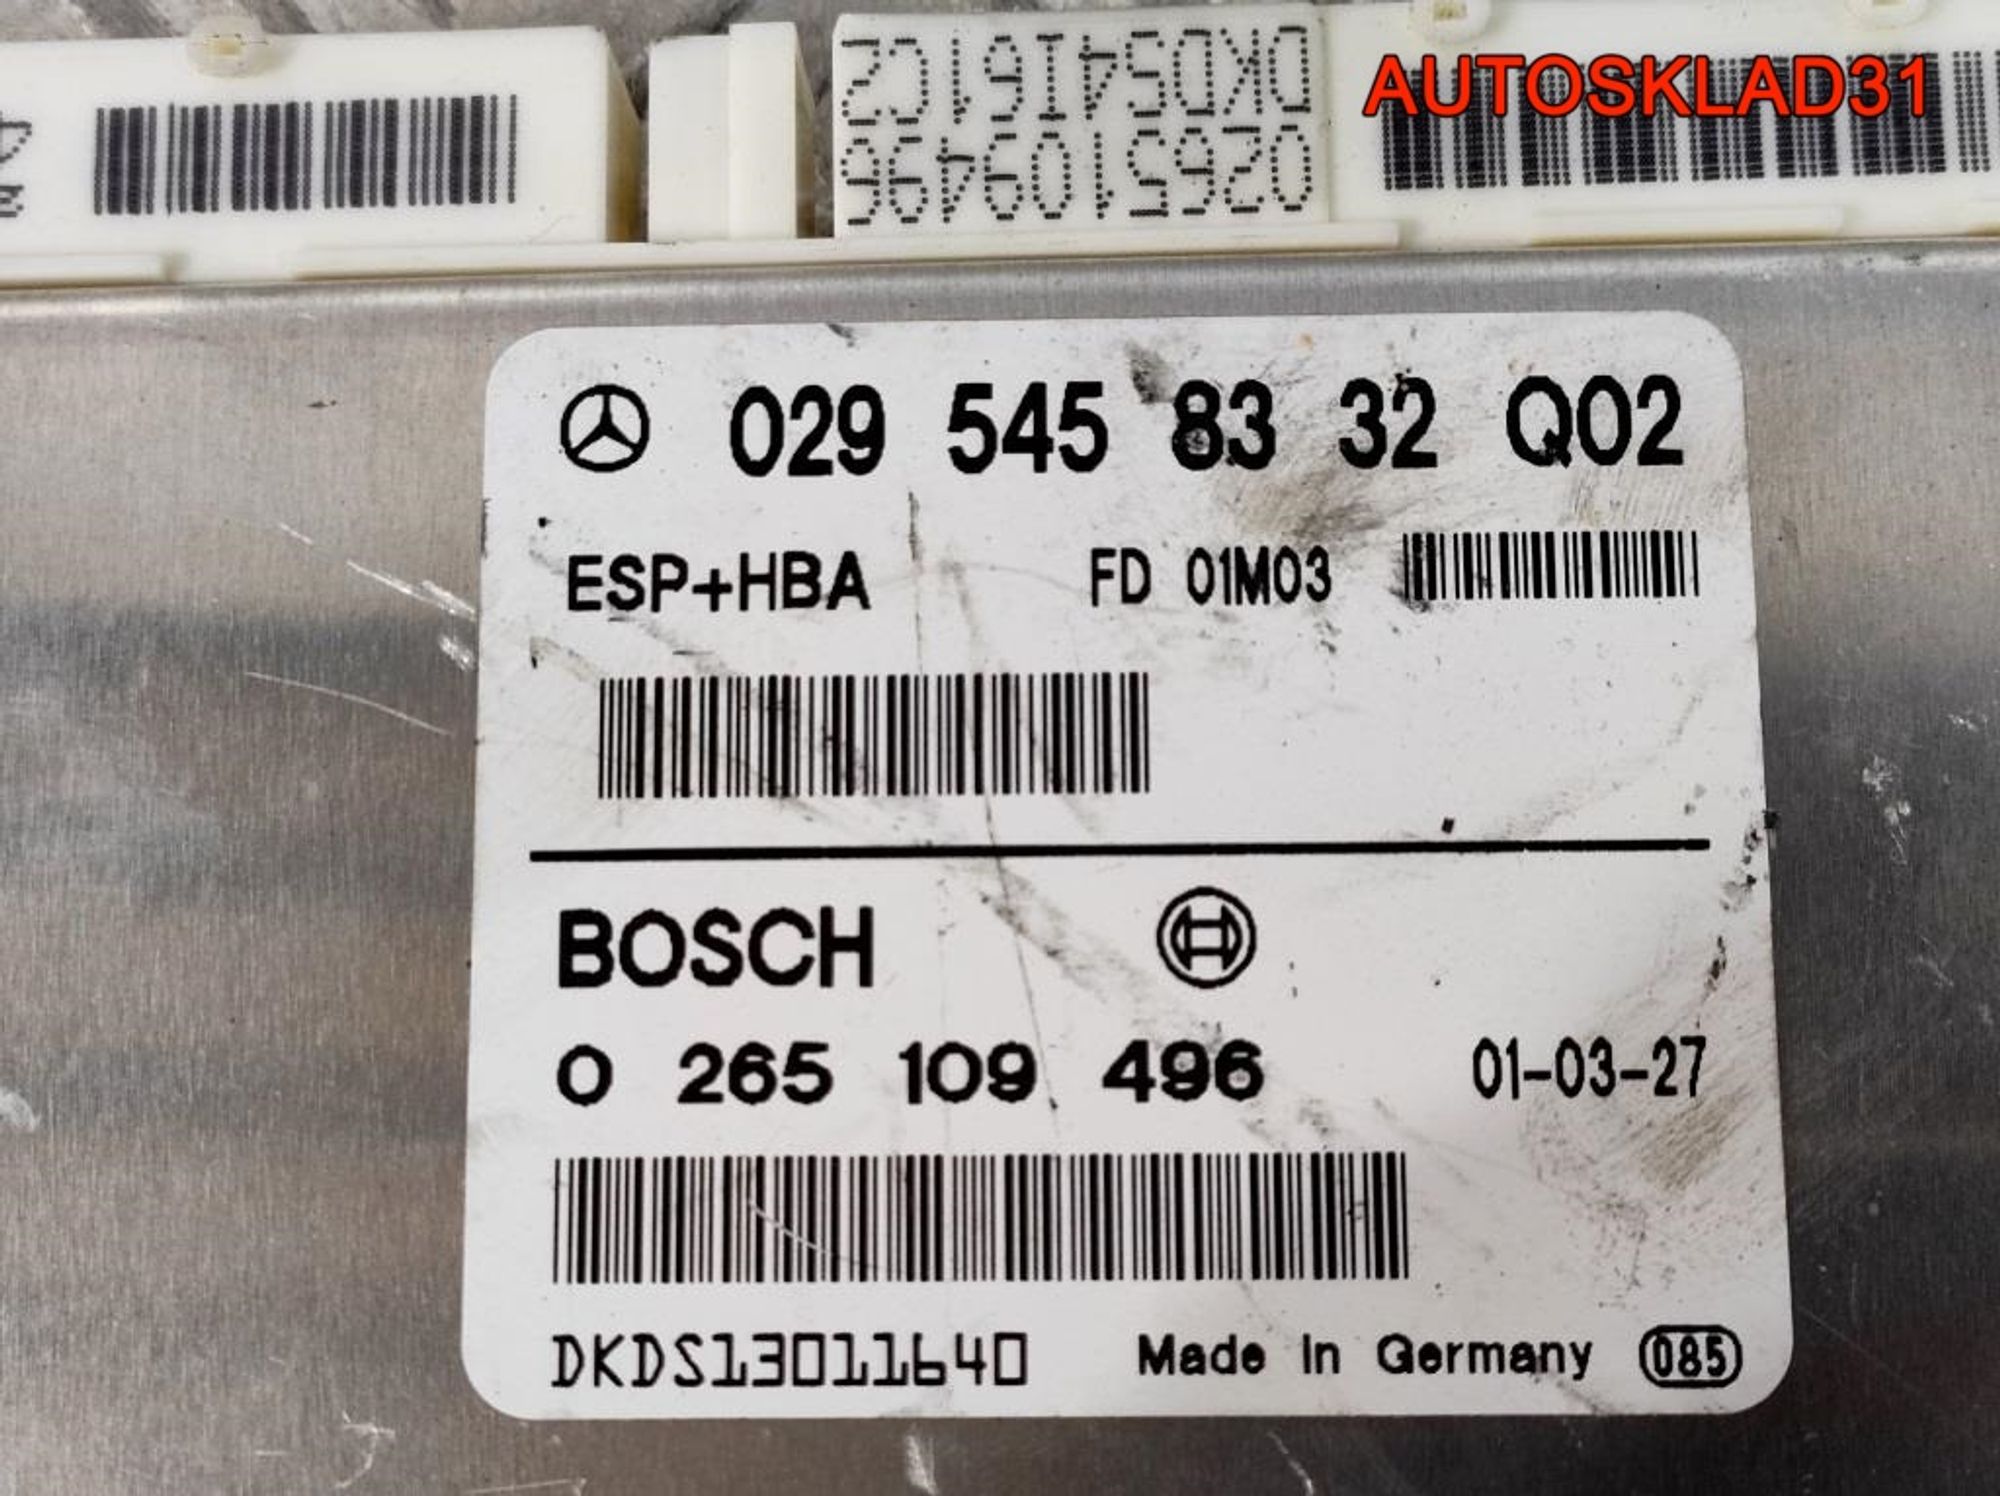 AUTOSKLAD31
0265109496
DKD54I61C2
029 545 83 32 Q02
ESP+HBA FD 01M03
BOSCH
0 265 109 496 01-03-27
DKDS13011640 Made In Germany 085